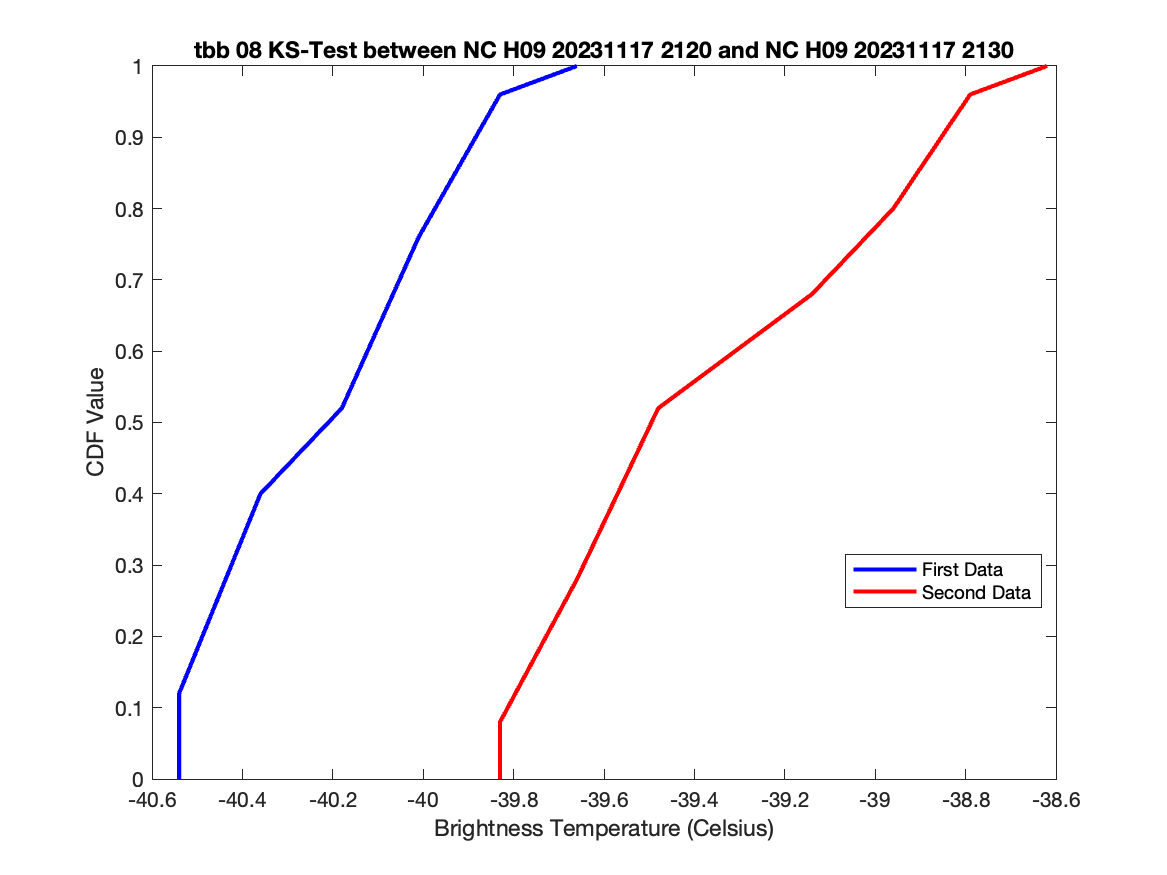 tbb 08 KS-Test between NC H09 20231117 2120 and NC H09 20231117 2130
1
0.9
0.8
0.7
0.6
0.5
0.4
0.3
0.2
0.1
0
CDF Value
First Data
Second Data
-40.6 -40.4 -40.2 -40 -39.8 -39.6 -39.4 -39.2 -39 -38.8 -38.6
Brightness Temperature (Celsius)